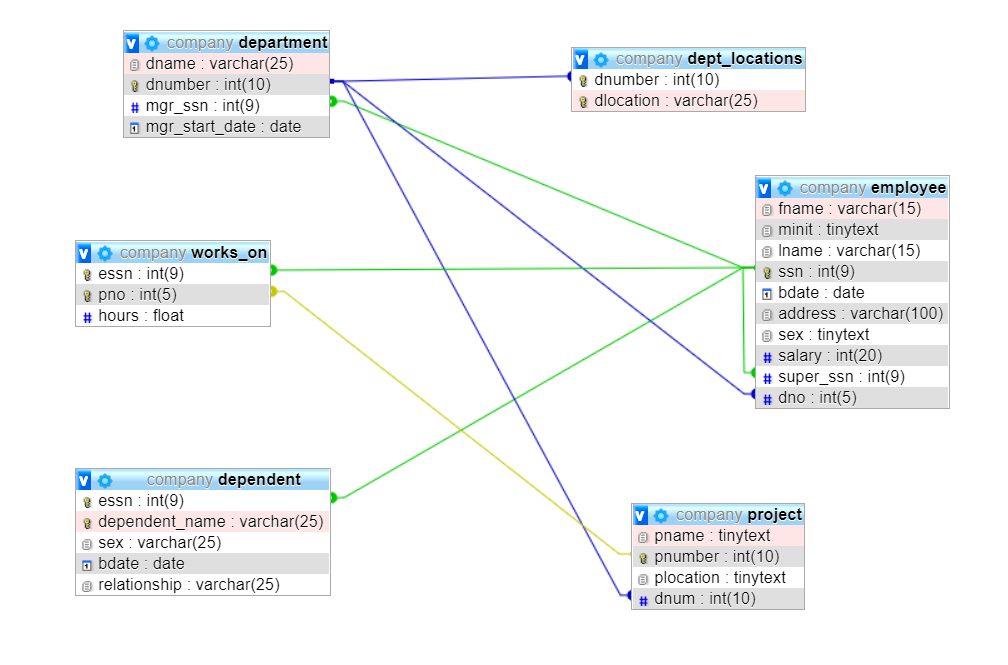 company department
dname : varchar(25)
dnumber : int(10)
mgr_ssn : int(9)
mgr_start_date : date
company dept_locations
dnumber : int(10)
dlocation : varchar(25)
company employee
fname : varchar(15)
minit : tinytext
lname : varchar(15)
ssn : int(9)
bdate : date
address : varchar(100)
sex : tinytext
salary : int(20)
super_ssn : int(9)
dno : int(5)
company works_on
essn : int(9)
pno : int(5)
hours : float
company dependent
essn : int(9)
dependent_name : varchar(25)
sex : varchar(25)
bdate : date
relationship : varchar(25)
company project
pname : tinytext
pnumber : int(10)
plocation : tinytext
dnum : int(10)